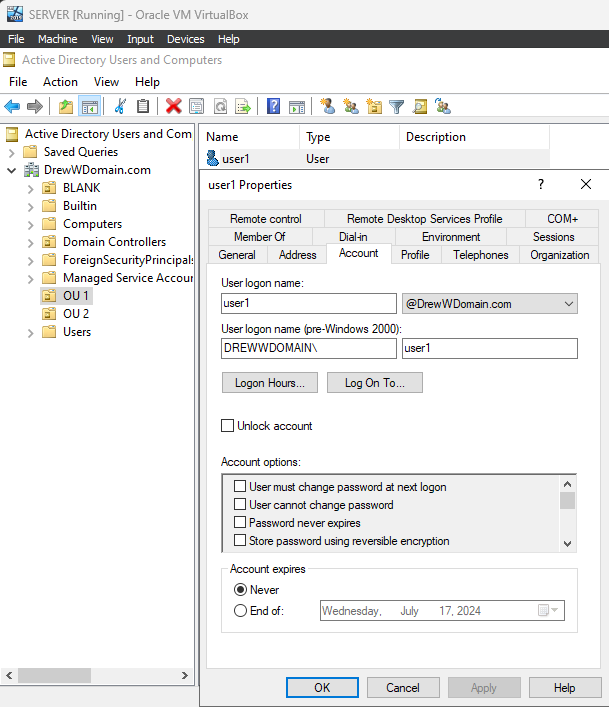 SERVER [Running] - Oracle VM VirtualBox
File Machine View Input Devices Help
Active Directory Users and Computers
File Action View Help
Active Directory Users and Com
Saved Queries
DrewWDomain.com
BLANK
Builtin
Computers
Domain Controllers
ForeignSecurityPrincipals
Managed Service Accour
OU 1
OU 2
Users
Name Type Description
user1 User
user1 Properties ?
Remote control Remote Desktop Services Profile COM+
Member Of Dial-in Environment Sessions
General Address Account Profile Telephones Organization
User logon name:
user1 @DrewWDomain.com
User logon name (pre-Windows 2000):
DREWWDOMAIN\ user1
Logon Hours... Log On To...
Unlock account
Account options:
User must change password at next logon
User cannot change password
Password never expires
Store password using reversible encryption
Account expires
Never
End of: Wednesday, July 17, 2024
OK Cancel Apply Help